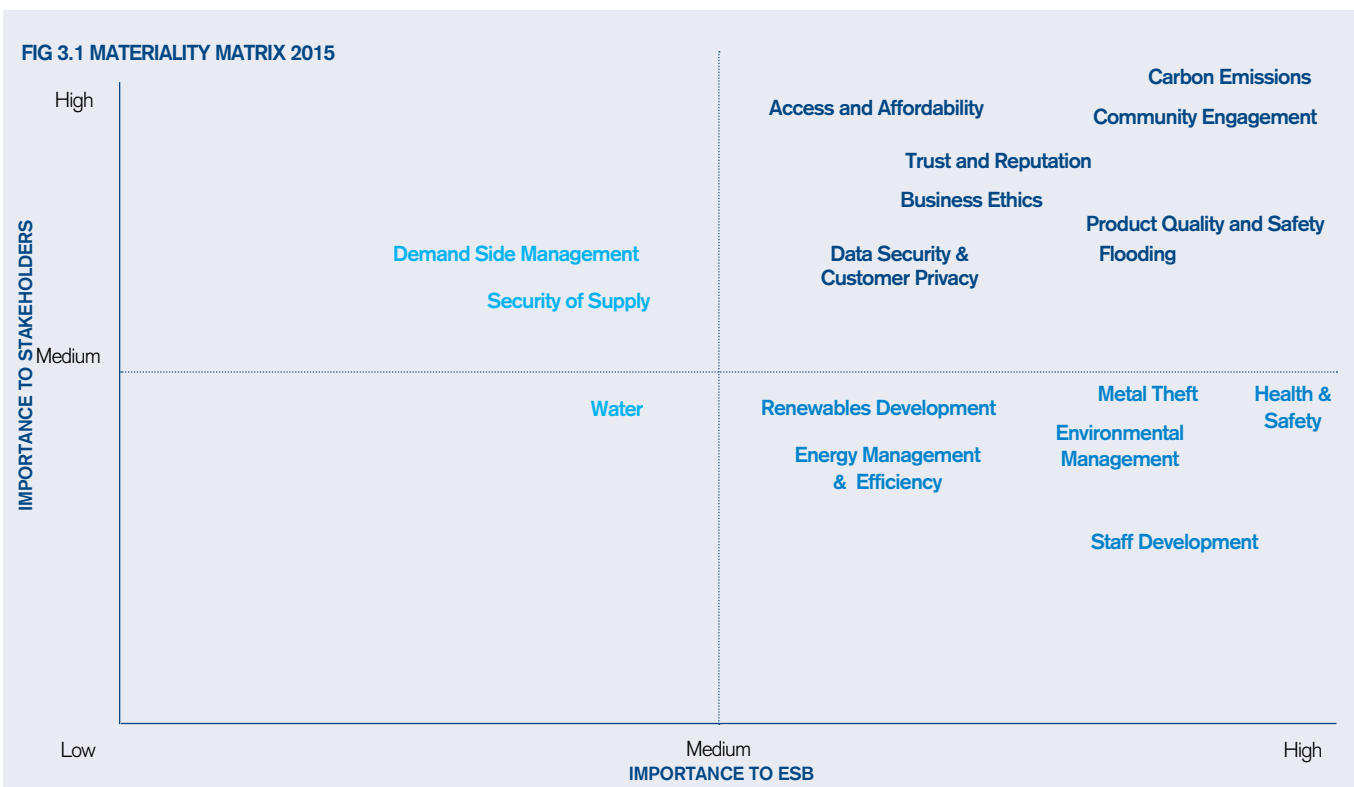 FIG 3.1 MATERIALITY MATRIX 2015
High
Carbon Emissions
Access and Affordability
Community Engagement
Trust and Reputation
Business Ethics
Product Quality and Safety
Demand Side Management
Data Security &
Customer Privacy
Flooding
Security of Supply
IMPORTANCE TO STAKEHOLDERS
Medium
Water
Renewables Development
Metal Theft
Health &
Safety
Environmental
Management
Energy Management
& Efficiency
Staff Development
Low
Medium
High
IMPORTANCE TO ESB